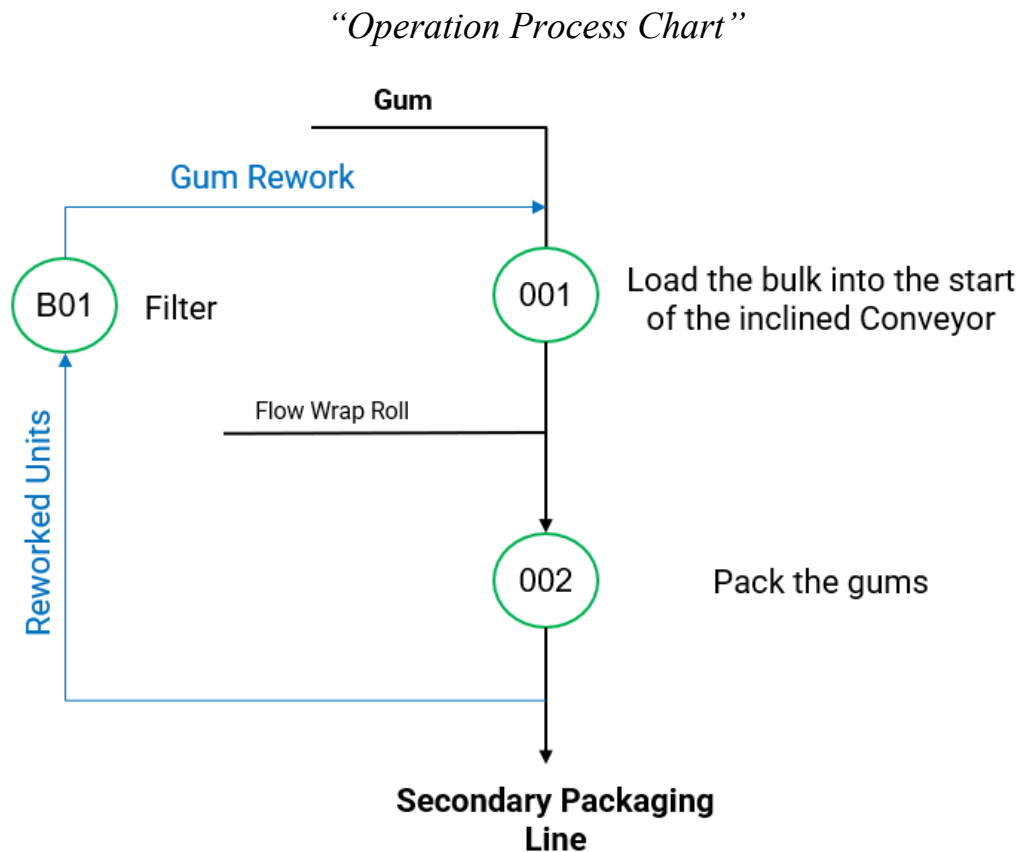 “Operation Process Chart”
Gum
Gum Rework
B01
Filter
001
Load the bulk into the start
of the inclined Conveyor
Flow Wrap Roll
Reworked Units
002
Pack the gums
Secondary Packaging
Line